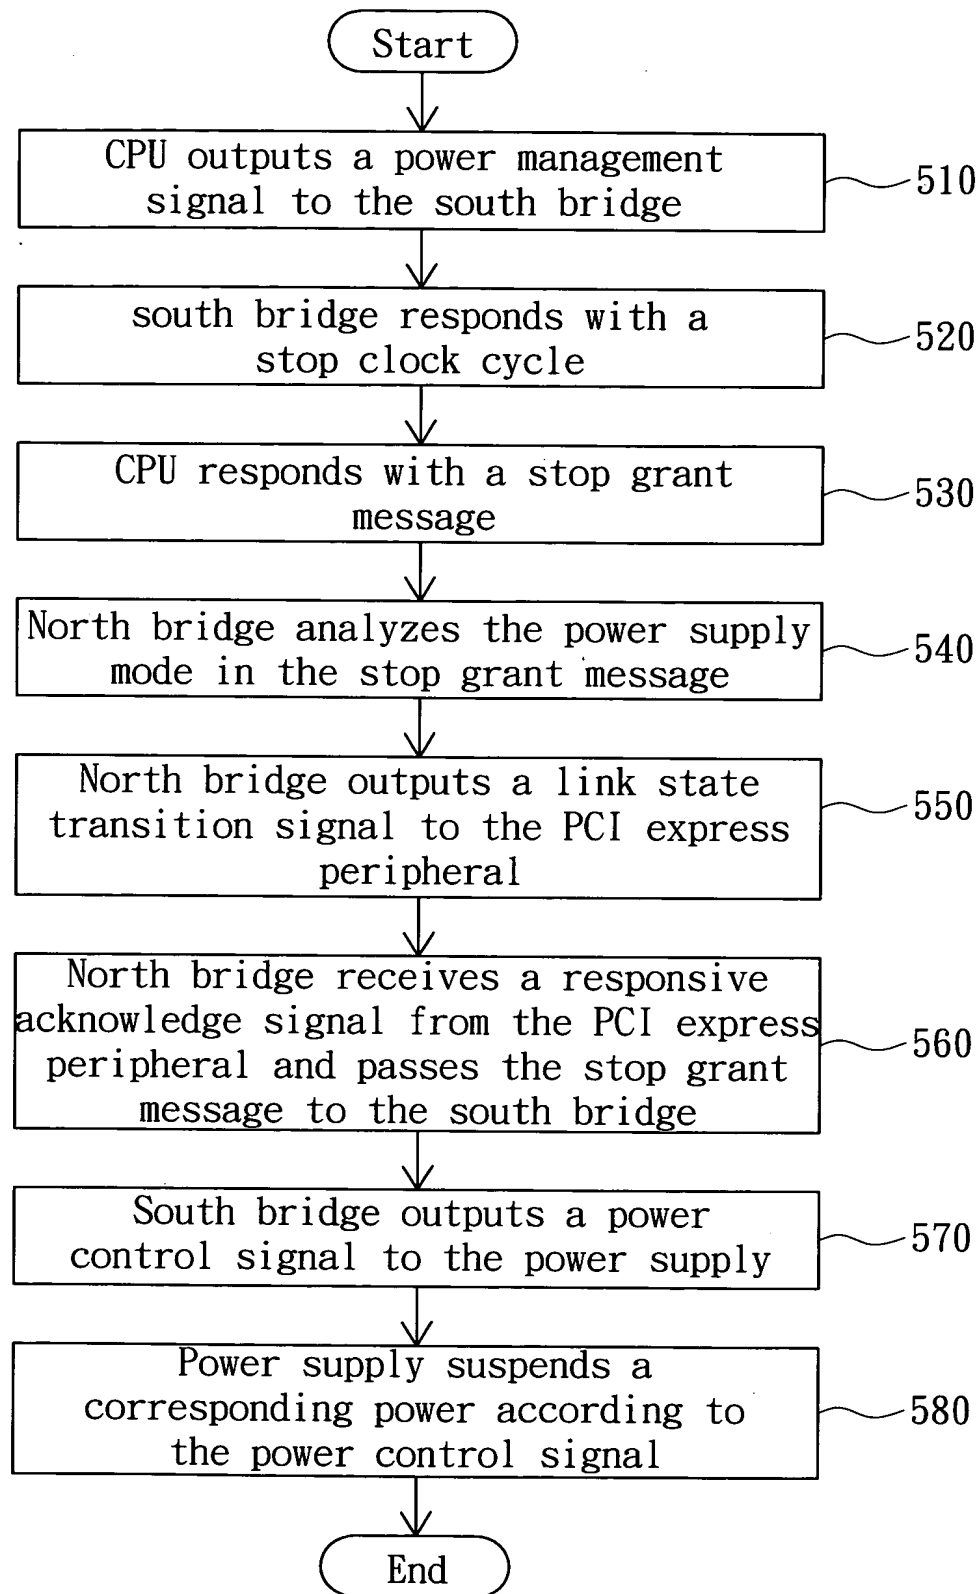 Start
CPU outputs a power management
signal to the south bridge
510
south bridge responds with a
stop clock cycle
520
CPU responds with a stop grant
message
530
North bridge analyzes the power supply
mode in the stop grant message
540
North bridge outputs a link state
transition signal to the PCI express
peripheral
550
North bridge receives a responsive
acknowledge signal from the PCI express
peripheral and passes the stop grant
message to the south bridge
560
South bridge outputs a power
control signal to the power supply
570
Power supply suspends a
corresponding power according to
the power control signal
580
End